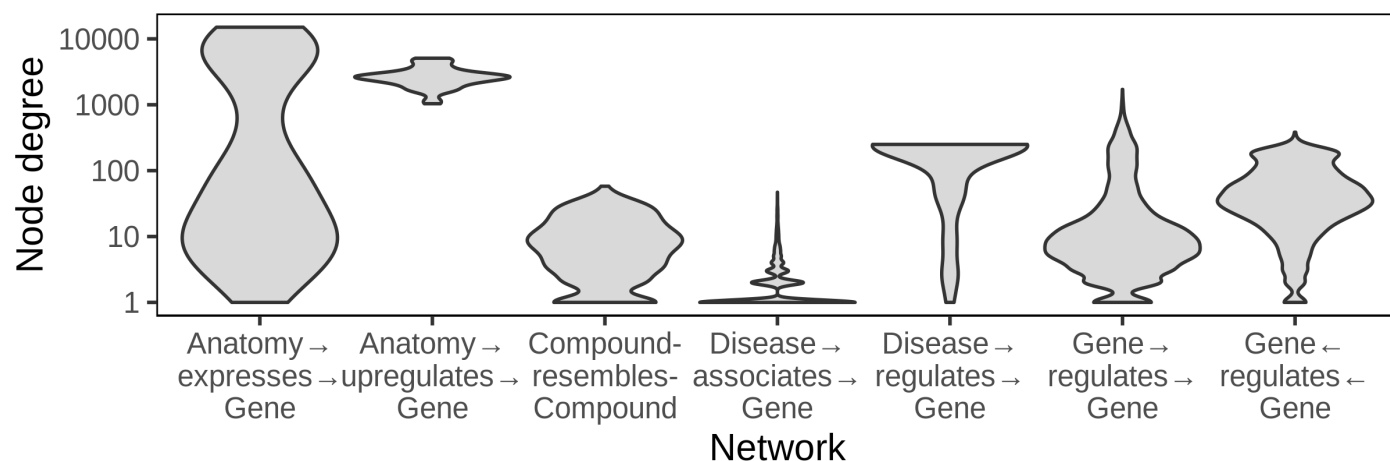 Node degree
10000
1000
100
10
1
Anatomy→ Anatomy→ Compound- Disease→ Disease→ Gene→ Gene←
expresses→ upregulates→ resembles- associates→ regulates→ regulates→ regulates←
Gene Gene Compound Gene Gene Gene Gene
Network